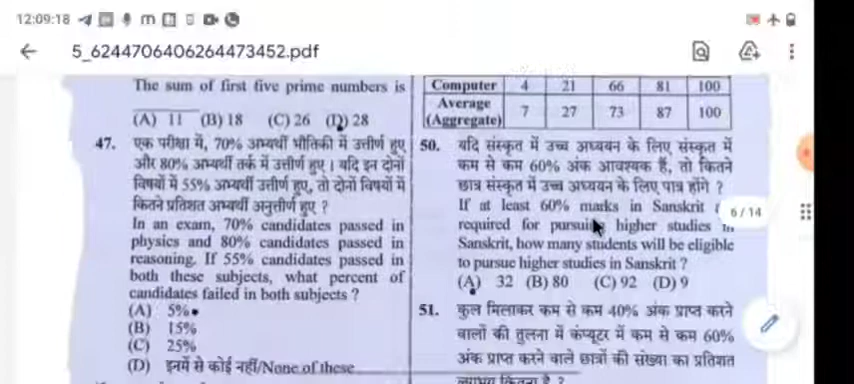 12:09:18
5_6244706406264473452.pdf
The sum of first five prime numbers is
(A) 11 (B) 18 (C) 26 (D) 28
47. एक परीक्षा में, 70% अभ्यर्थी भौतिकी में उत्तीर्ण हुए
और 80% अभ्यर्थी तर्क में उत्तीर्ण हुए । यदि इन दोनों
विषयों में 55% अभ्यर्थी उत्तीर्ण हुए, तो दोनों विषयों में
कितने प्रतिशत अभ्यर्थी अनुत्तीर्ण हुए ?
In an exam, 70% candidates passed in
physics and 80% candidates passed in
reasoning. If 55% candidates passed in
both these subjects, what percent of
candidates failed in both subjects ?
(A) 5%
(B) 15%
(C) 25%
(D) इनमें से कोई नहीं/None of these
Computer 4 21 66 81 100
Average (Aggregate) 7 27 73 87 100
50. यदि संस्कृत में उच्च अध्ययन के लिए संस्कृत में
कम से कम 60% अंक आवश्यक हैं, तो कितने
छात्र संस्कृत में उच्च अध्ययन के लिए पात्र होंगे ?
If at least 60% marks in Sanskrit
required for pursuing higher studies in
Sanskrit, how many students will be eligible
to pursue higher studies in Sanskrit ?
(A) 32 (B) 80 (C) 92 (D) 9
51. कुल मिलाकर कम से कम 40% अंक प्राप्त करने
वालों की तुलना में कंप्यूटर में कम से कम 60%
अंक प्राप्त करने वाले छात्रों की संख्या का प्रतिशत
लगभग कितना है ?
6/14